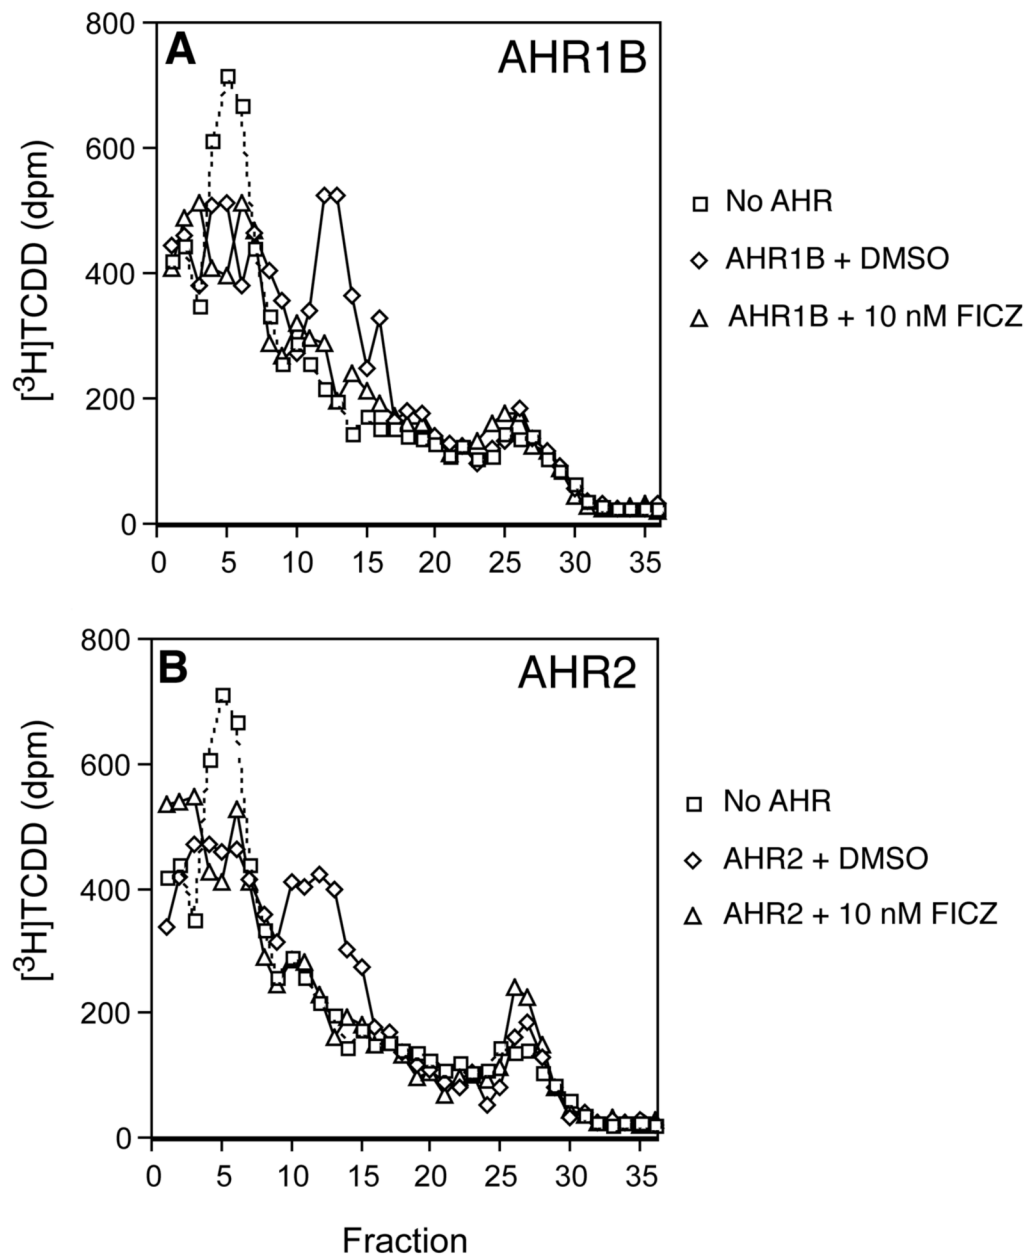 A
AHR1B
800
600
400
200
0
[³H]TCDD (dpm)
0 5 10 15 20 25 30 35
No AHR
AHR1B + DMSO
AHR1B + 10 nM FICZ
B
AHR2
800
600
400
200
0
[³H]TCDD (dpm)
0 5 10 15 20 25 30 35
No AHR
AHR2 + DMSO
AHR2 + 10 nM FICZ
Fraction